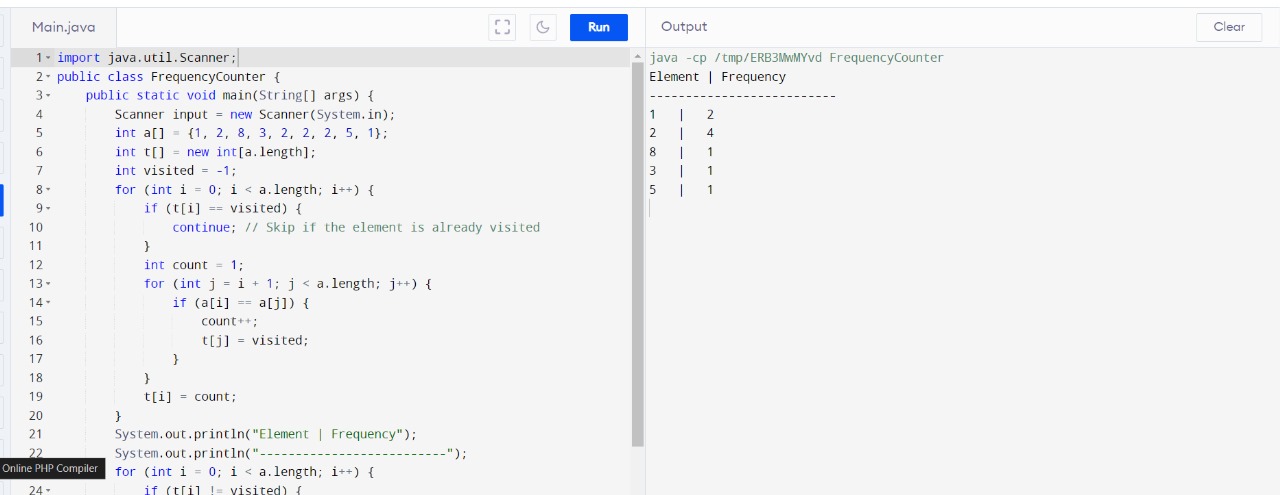 Main.java
Run
1 import java.util.Scanner;
2 public class FrequencyCounter {
3 public static void main(String[] args) {
4 Scanner input = new Scanner(System.in);
5 int a[] = {1, 2, 8, 3, 2, 2, 2, 5, 1};
6 int t[] = new int[a.length];
7 int visited = -1;
8 for (int i = 0; i < a.length; i++) {
9 if (t[i] == visited) {
10 continue; // Skip if the element is already visited
11 }
12 int count = 1;
13 for (int j = i + 1; j < a.length; j++) {
14 if (a[i] == a[j]) {
15 count++;
16 t[j] = visited;
17 }
18 }
19 t[i] = count;
20 }
21 System.out.println("Element | Frequency");
22 System.out.println("--------------------------");
Online PHP Compiler
for (int i = 0; i < a.length; i++) {
24 if (t[i] != visited) {
Output
Clear
java -cp /tmp/ERB3MwMYvd FrequencyCounter
Element | Frequency
--------------------------
1 | 2
2 | 4
8 | 1
3 | 1
5 | 1